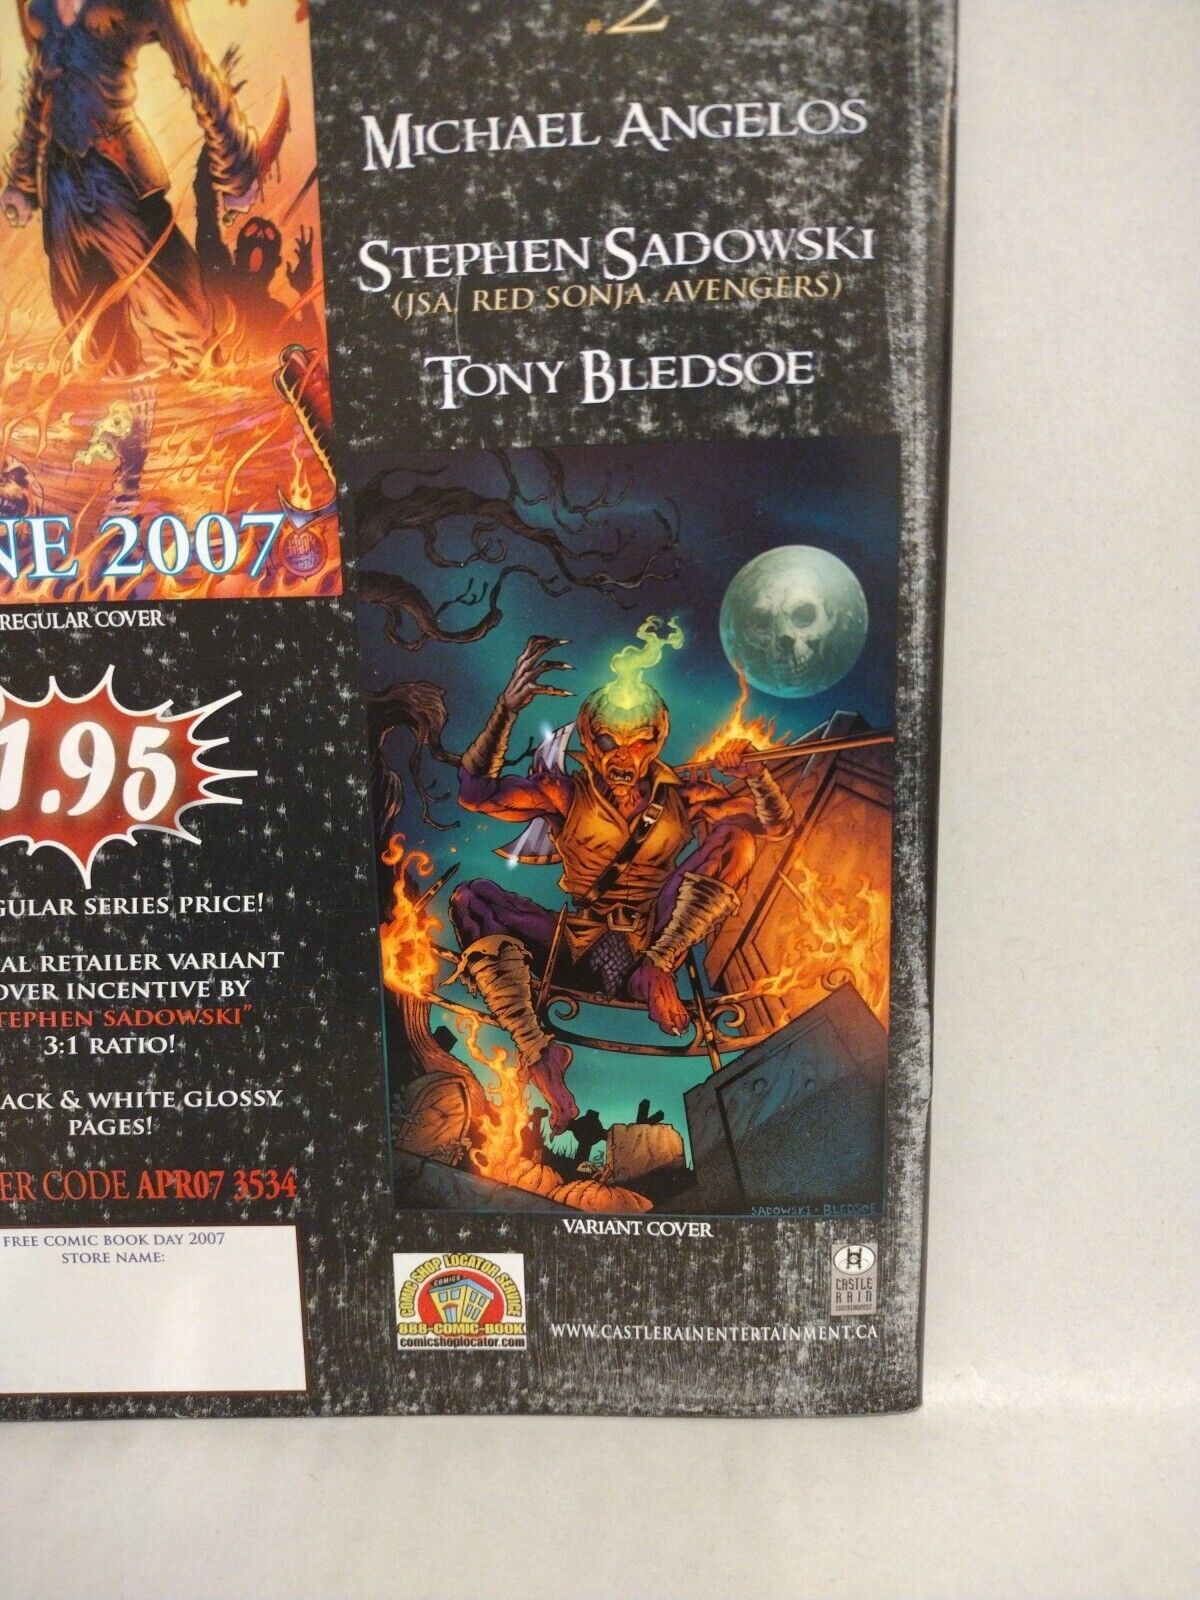 .2
MICHAEL ANGELOS
STEPHEN SADOWSKI
(JSA, RED SONJA, AVENGERS)
TONY BLEDSOE
NE 2007
REGULAR COVER
1.95
GULAR SERIES PRICE!
AL RETAILER VARIANT
OVER INCENTIVE BY
TEPHEN SADOWSKI"
3:1 RATIO!
ACK & WHITE GLOSSY
PAGES!
ER CODE APR07 3534
FREE COMIC BOOK DAY 2007
STORE NAME:
SADOWSKI · BLEDSOE
VARIANT COVER
COMIC SHOP LOCATOR SERVICE
COMICS
888-COMIC-BOOK
comicshoplocator.com
CASTLE
RAIN
ENTERTAINMENT
WWW.CASTLERAINENTERTAINMENT.CA